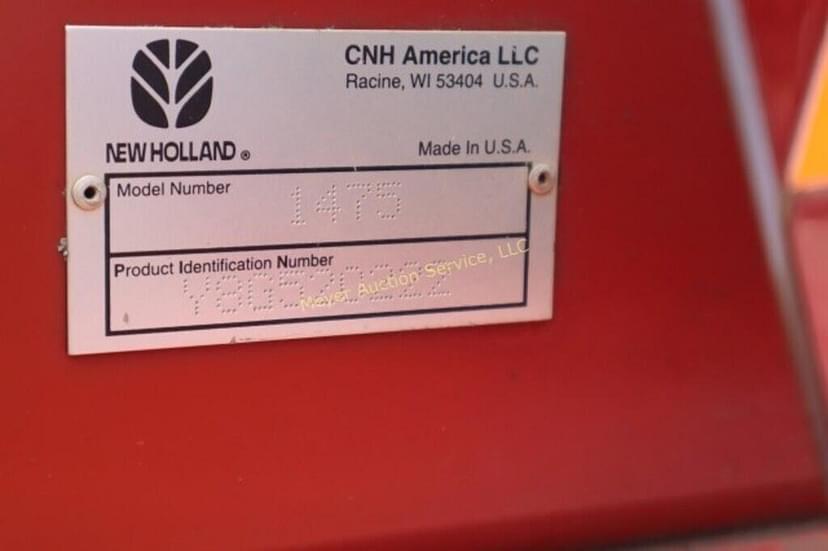 CNH America LLC
Racine, WI 53404 U.S.A.
NEW HOLLAND ®
Made In U.S.A.
Model Number
1475
Product Identification Number
Meyer Auction Service, LLC